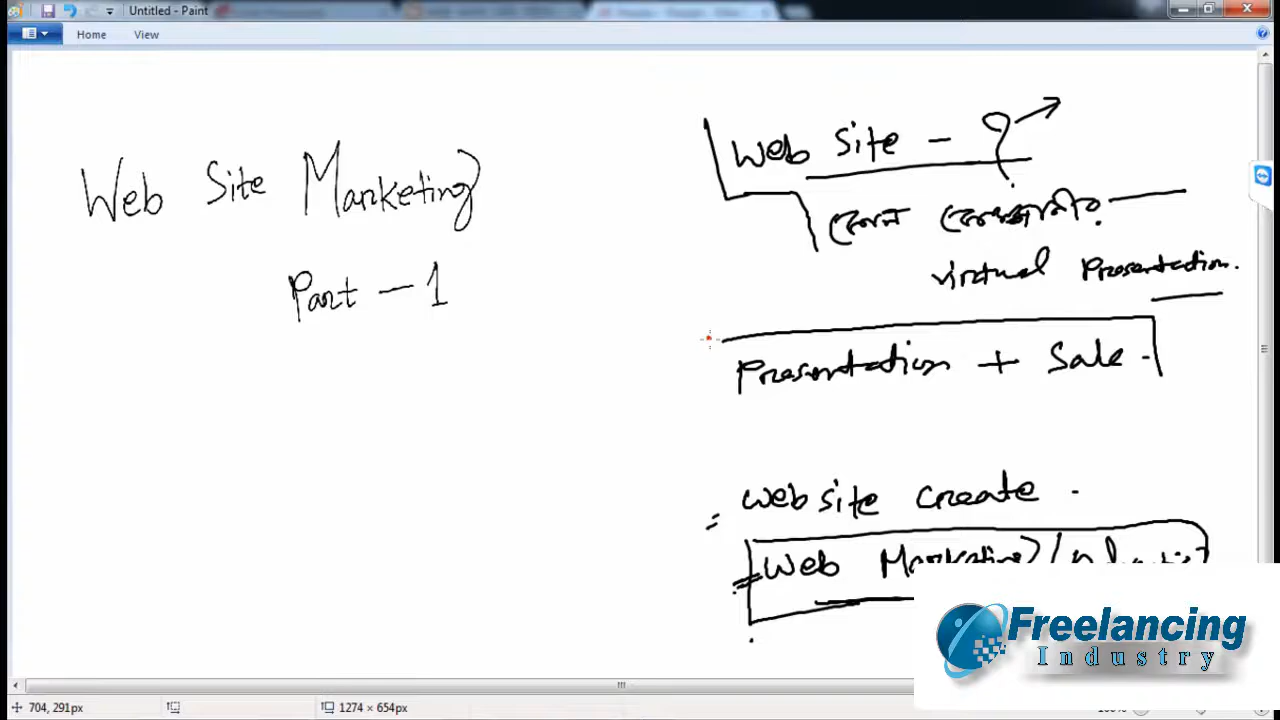 Untitled - Paint
Home View
Web Site Marketing
Part - 1
Web Site - ?
কোন
virtual Presentation.
Presentation + Sale.
= Web site Create.
= Web Marketing /
Freelancing
Industry
704, 291px
1274 × 654px